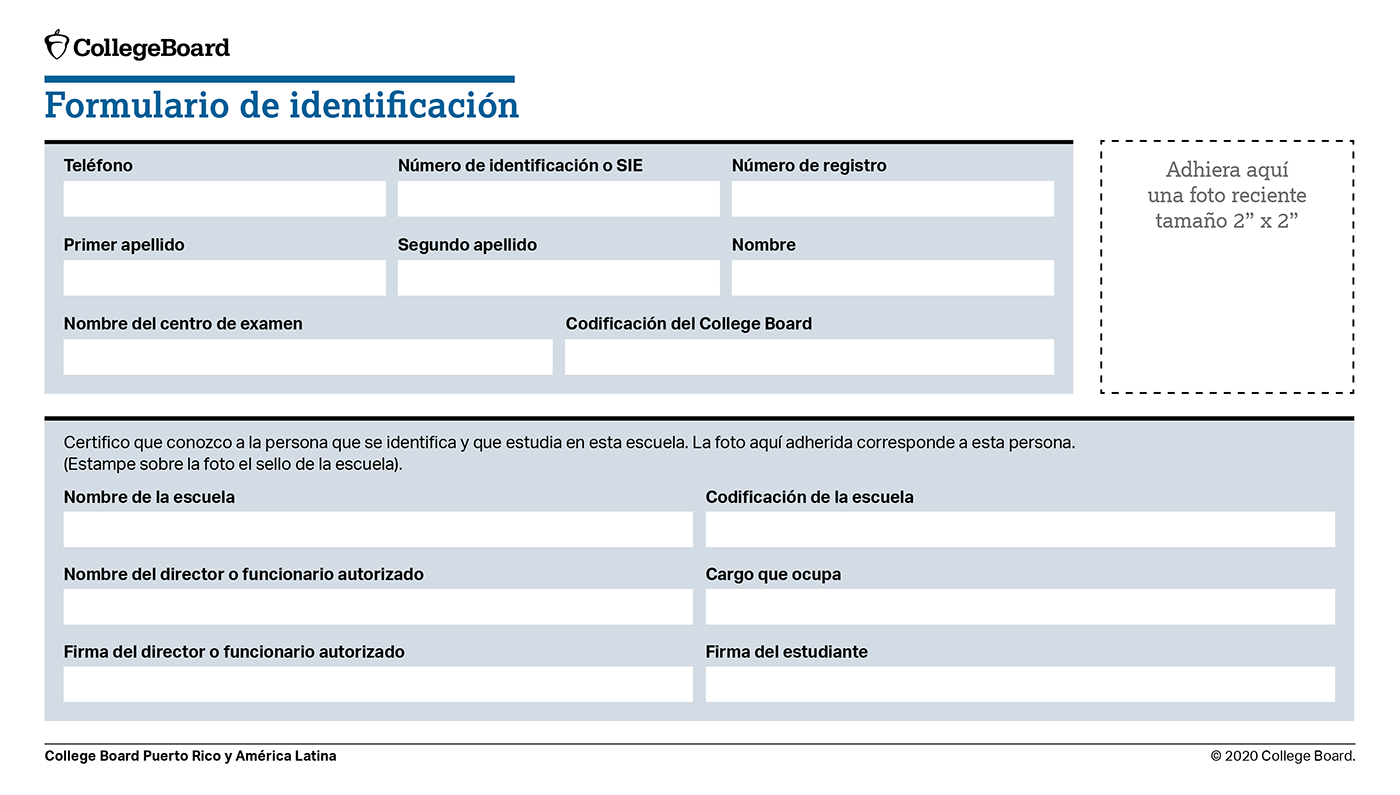 CollegeBoard
Formulario de identificación
Teléfono
Número de identificación o SIE
Número de registro
Primer apellido
Segundo apellido
Nombre
Nombre del centro de examen
Codificación del College Board
Adhiera aquí
una foto reciente
tamaño 2” x 2”
Certifico que conozco a la persona que se identifica y que estudia en esta escuela. La foto aquí adherida corresponde a esta persona.
(Estampe sobre la foto el sello de la escuela).
Nombre de la escuela
Codificación de la escuela
Nombre del director o funcionario autorizado
Cargo que ocupa
Firma del director o funcionario autorizado
Firma del estudiante
College Board Puerto Rico y América Latina
© 2020 College Board.